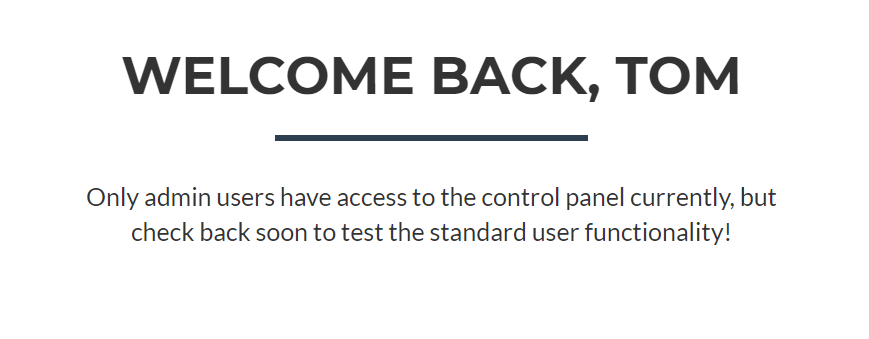 WELCOME BACK, TOM
Only admin users have access to the control panel currently, but
check back soon to test the standard user functionality!